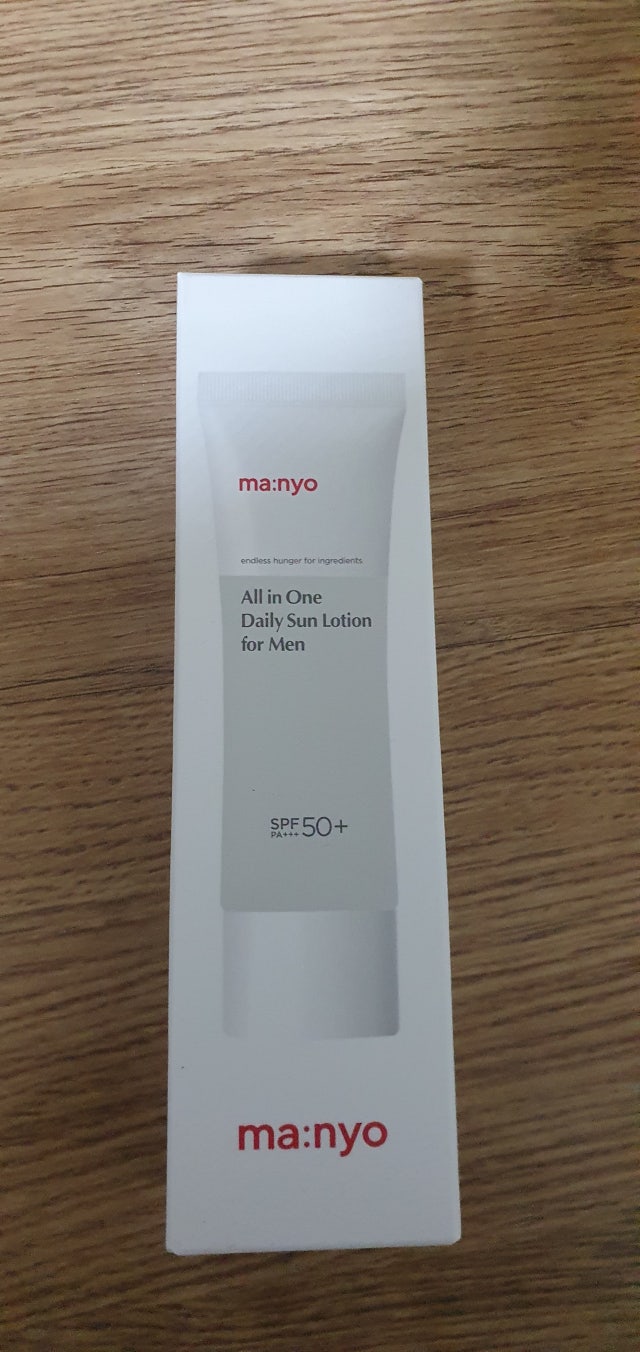 ma:nyo
endless hunger for ingredients
All in One
Daily Sun Lotion
for Men
SPF 50+
PA+++
ma:nyo